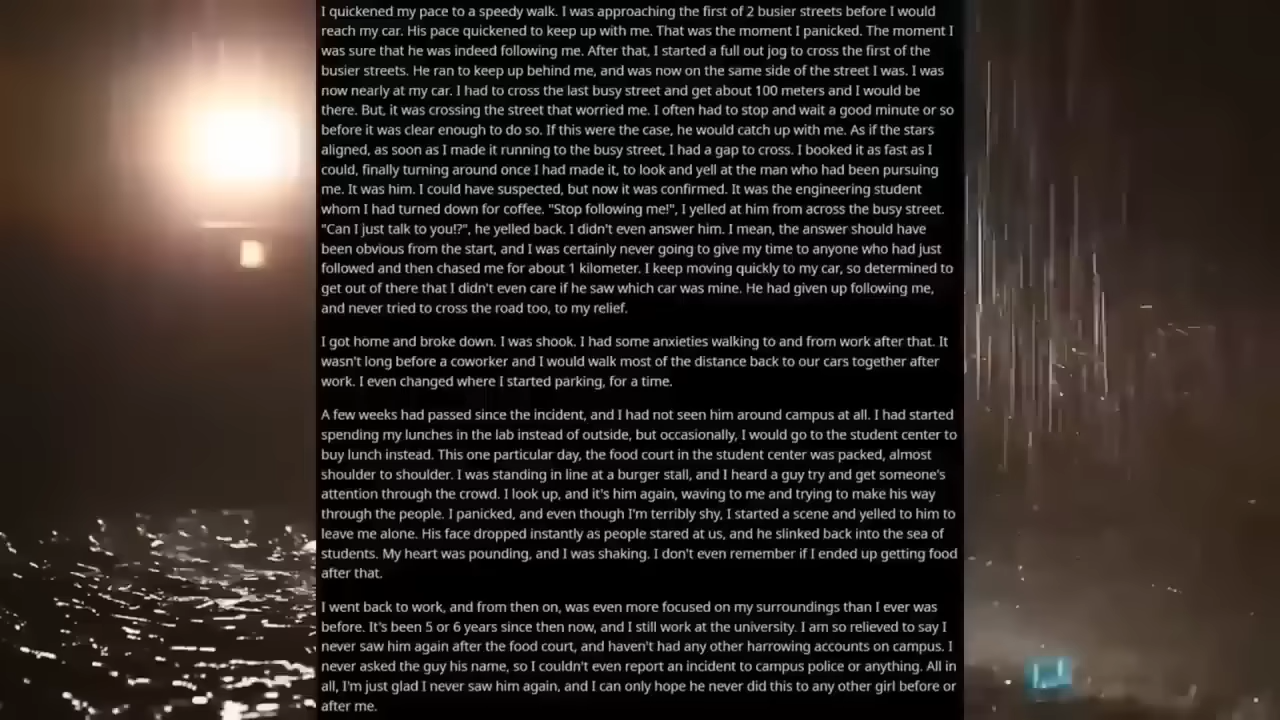 I quickened my pace to a speedy walk. I was approaching the first of 2 busier streets before I would
reach my car. His pace quickened to keep up with me. That was the moment I panicked. The moment I
was sure that he was indeed following me. After that, I started a full out jog to cross the first of the
busier streets. He ran to keep up behind me, and was now on the same side of the street I was. I was
now nearly at my car. I had to cross the last busy street and get about 100 meters and I would be
there. But, it was crossing the street that worried me. I often had to stop and wait a good minute or so
before it was clear enough to do so. If this were the case, he would catch up with me. As if the stars
aligned, as soon as I made it running to the busy street, I had a gap to cross. I booked it as fast as I
could, finally turning around once I had made it, to look and yell at the man who had been pursuing
me. It was him. I could have suspected, but now it was confirmed. It was the engineering student
whom I had turned down for coffee. "Stop following me!", I yelled at him from across the busy street.
"Can I just talk to you!?", he yelled back. I didn't even answer him. I mean, the answer should have
been obvious from the start, and I was certainly never going to give my time to anyone who had just
followed and then chased me for about 1 kilometer. I keep moving quickly to my car, so determined to
get out of there that I didn't even care if he saw which car was mine. He had given up following me,
and never tried to cross the road too, to my relief.
I got home and broke down. I was shook. I had some anxieties walking to and from work after that. It
wasn't long before a coworker and I would walk most of the distance back to our cars together after
work. I even changed where I started parking, for a time.
A few weeks had passed since the incident, and I had not seen him around campus at all. I had started
spending my lunches in the lab instead of outside, but occasionally, I would go to the student center to
buy lunch instead. This one particular day, the food court in the student center was packed, almost
shoulder to shoulder. I was standing in line at a burger stall, and I heard a guy try and get someone's
attention through the crowd. I look up, and it's him again, waving to me and trying to make his way
through the people. I panicked, and even though I'm terribly shy, I started a scene and yelled to him to
leave me alone. His face dropped instantly as people stared at us, and he slinked back into the sea of
students. My heart was pounding, and I was shaking. I don't even remember if I ended up getting food
after that.
I went back to work, and from then on, was even more focused on my surroundings than I ever was
before. It's been 5 or 6 years since then now, and I still work at the university. I am so relieved to say I
never saw him again after the food court, and haven't had any other harrowing accounts on campus. I
never asked the guy his name, so I couldn't even report an incident to campus police or anything. All in
all, I'm just glad I never saw him again, and I can only hope he never did this to any other girl before or
after me.